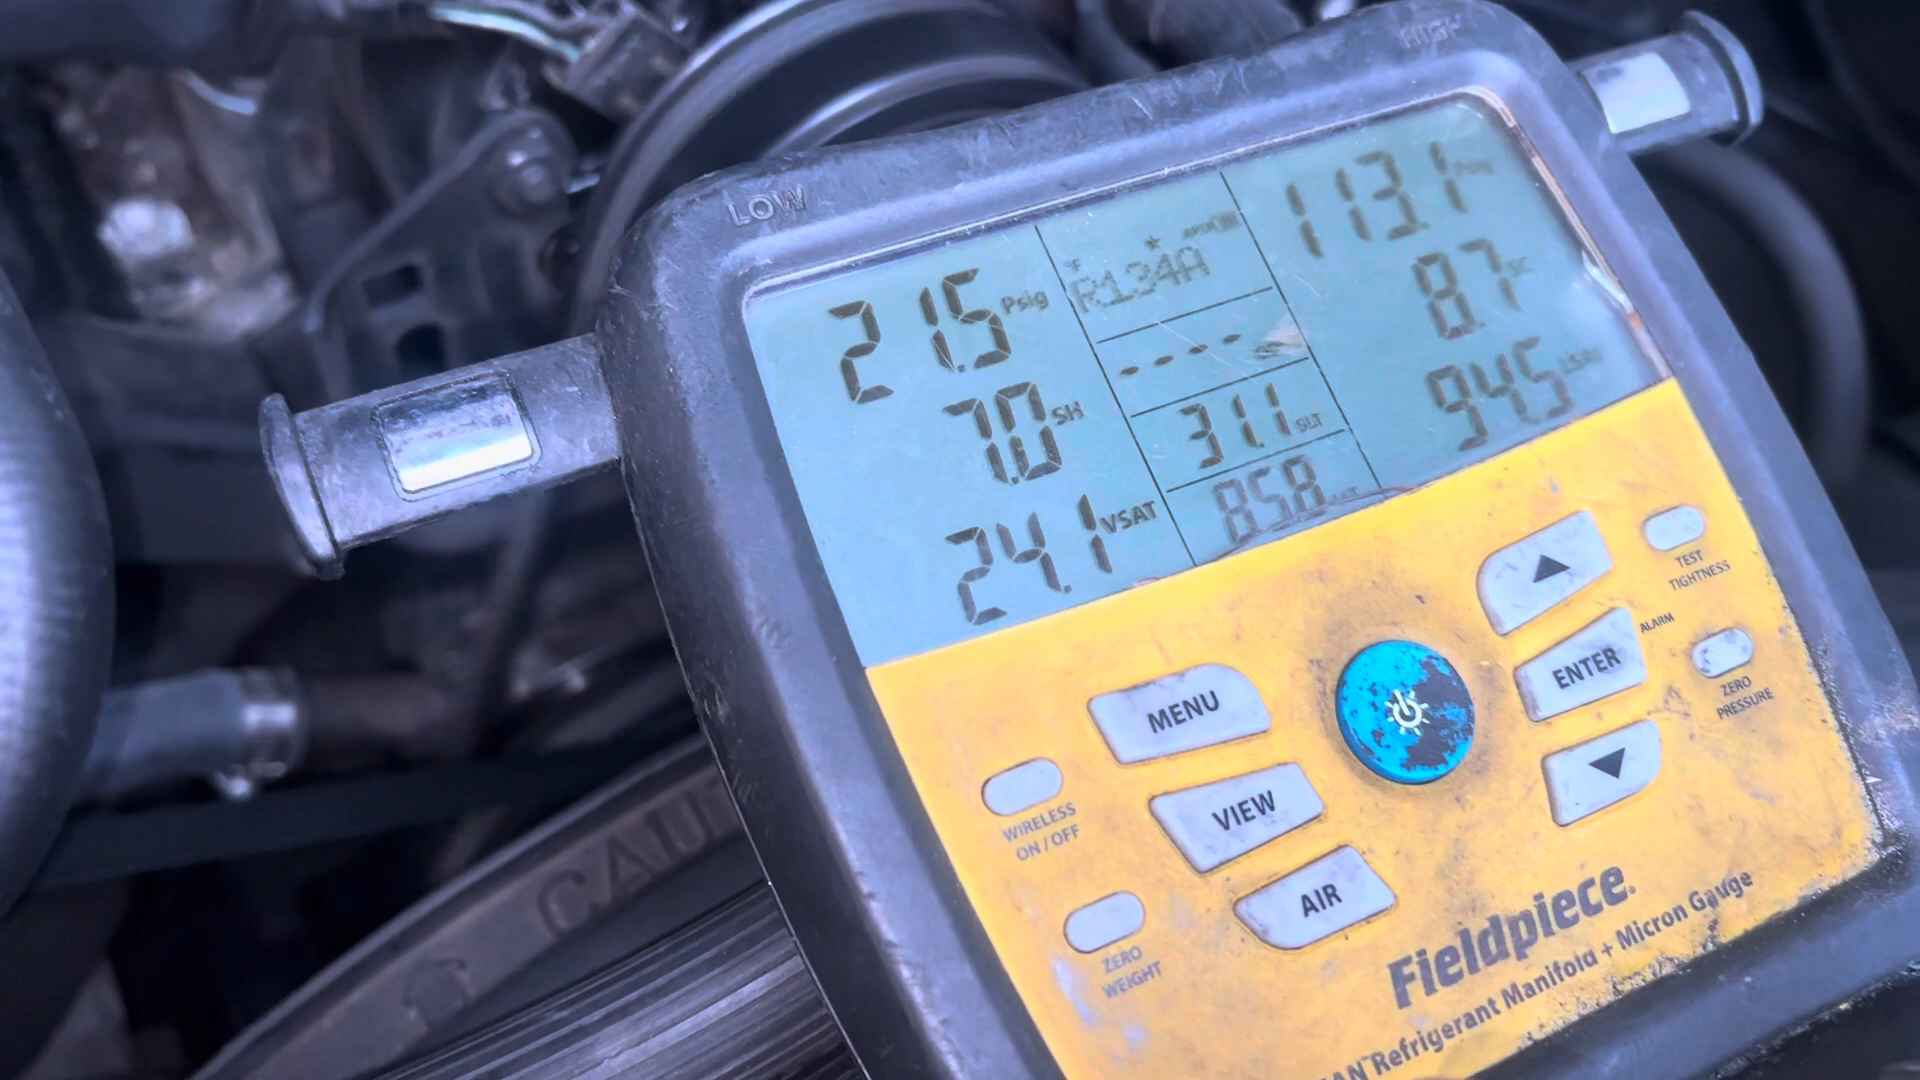 LOW
HIGH
21.5 Psig
7.0 SH
24.1 VSAT
R134A
----
31.1 SLT
85.8
113.1 Psig
8.7 SC
94.5
MENU
VIEW
AIR
ENTER
ALARM
TEST
TIGHTNESS
ZERO
PRESSURE
WIRELESS
ON / OFF
ZERO
WEIGHT
Fieldpiece
Refrigerant Manifold + Micron Gauge
CAU